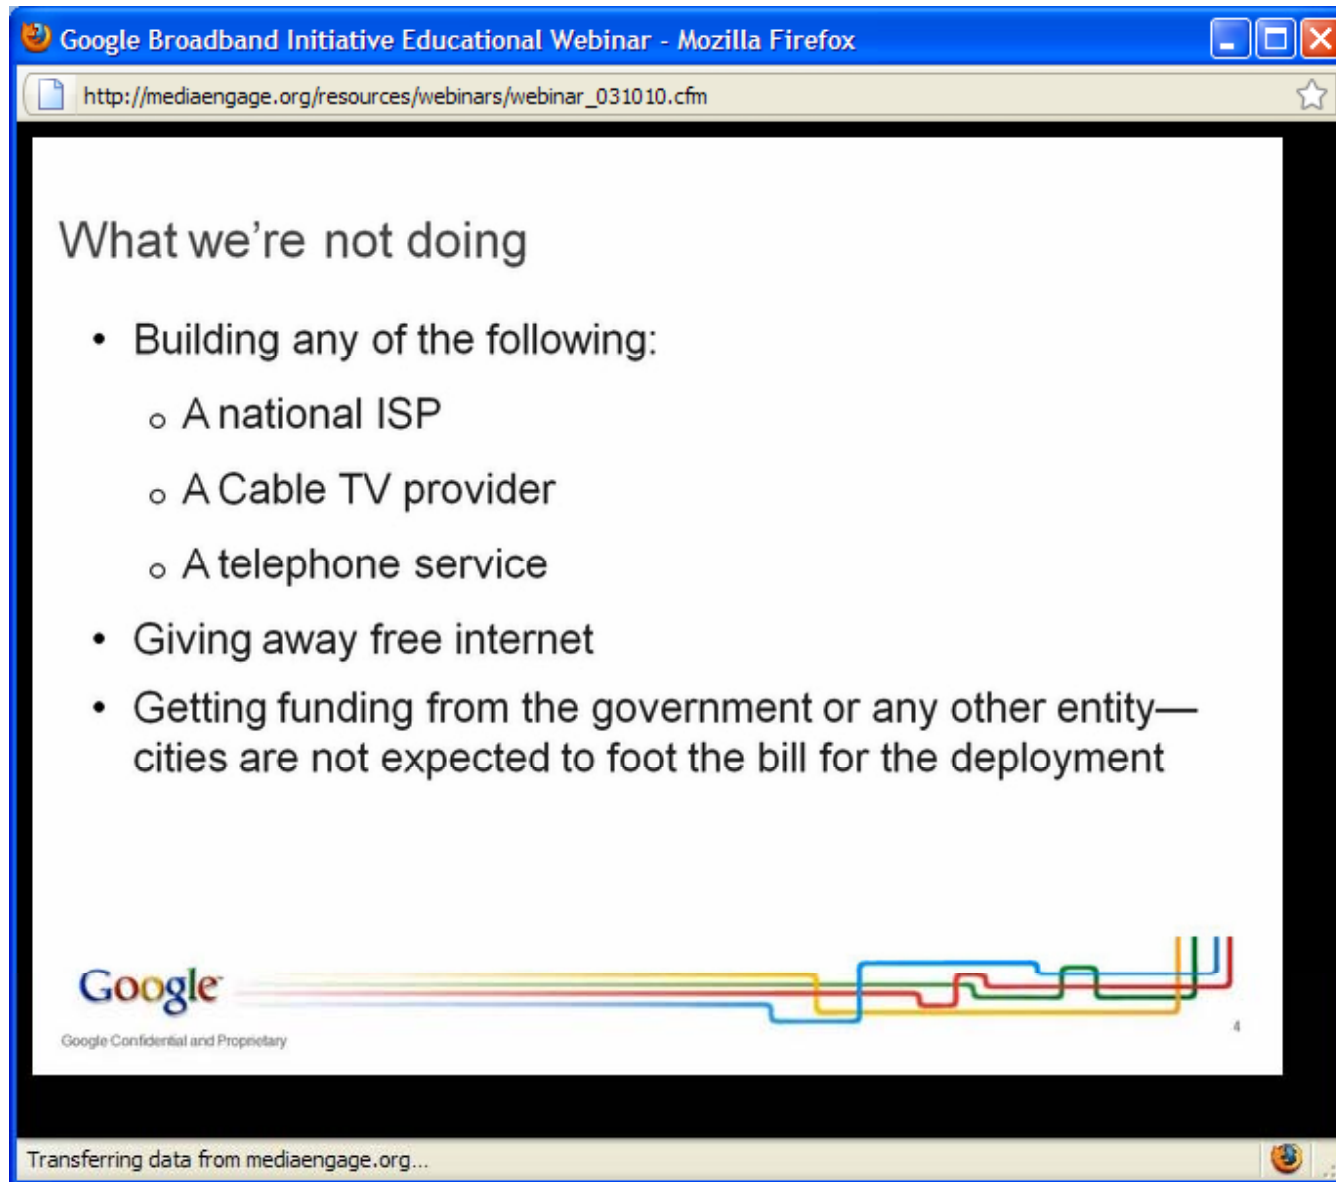 Google Broadband Initiative Educational Webinar - Mozilla Firefox
http://mediaengage.org/resources/webinars/webinar_031010.cfm
What we're not doing
• Building any of the following:
o A national ISP
o A Cable TV provider
o A telephone service
• Giving away free internet
• Getting funding from the government or any other entity—
cities are not expected to foot the bill for the deployment
Google™
Google Confidential and Proprietary
4
Transferring data from mediaengage.org...